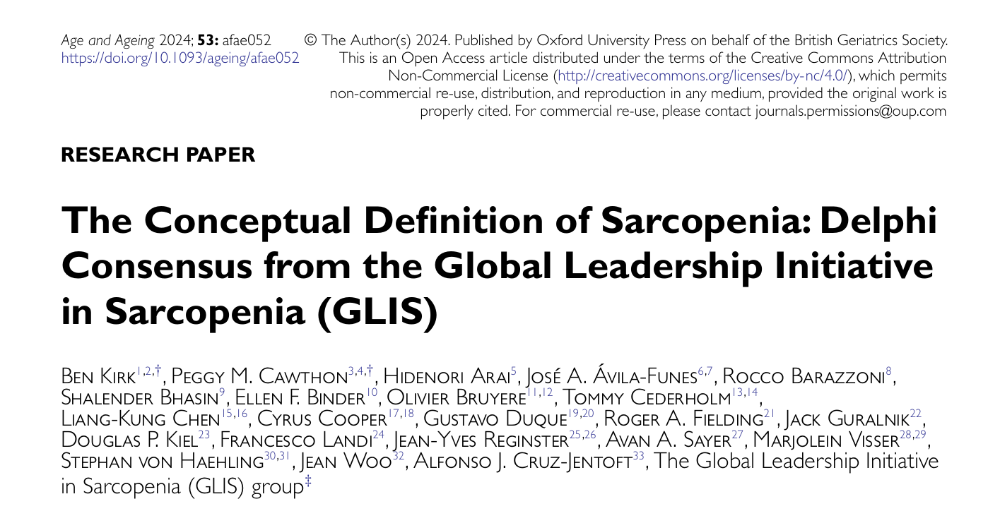 Age and Ageing 2024; 53: afae052
https://doi.org/10.1093/ageing/afae052
© The Author(s) 2024. Published by Oxford University Press on behalf of the British Geriatrics Society.
This is an Open Access article distributed under the terms of the Creative Commons Attribution
Non-Commercial License (http://creativecommons.org/licenses/by-nc/4.0/), which permits
non-commercial re-use, distribution, and reproduction in any medium, provided the original work is
properly cited. For commercial re-use, please contact journals.permissions@oup.com
RESEARCH PAPER
The Conceptual Definition of Sarcopenia: Delphi
Consensus from the Global Leadership Initiative
in Sarcopenia (GLIS)
Ben Kirk1,2,†, Peggy M. Cawthon3,4,†, Hidenori Arai5, José A. Ávila-Funes6,7, Rocco Barazzoni8,
Shalender Bhasin9, Ellen F. Binder10, Olivier Bruyere11,12, Tommy Cederholm13,14,
Liang-Kung Chen15,16, Cyrus Cooper17,18, Gustavo Duque19,20, Roger A. Fielding21, Jack Guralnik22,
Douglas P. Kiel23, Francesco Landi24, Jean-Yves Reginster25,26, Avan A. Sayer27, Marjolein Visser28,29,
Stephan von Haehling30,31, Jean Woo32, Alfonso J. Cruz-Jentoft33, The Global Leadership Initiative
in Sarcopenia (GLIS) group‡